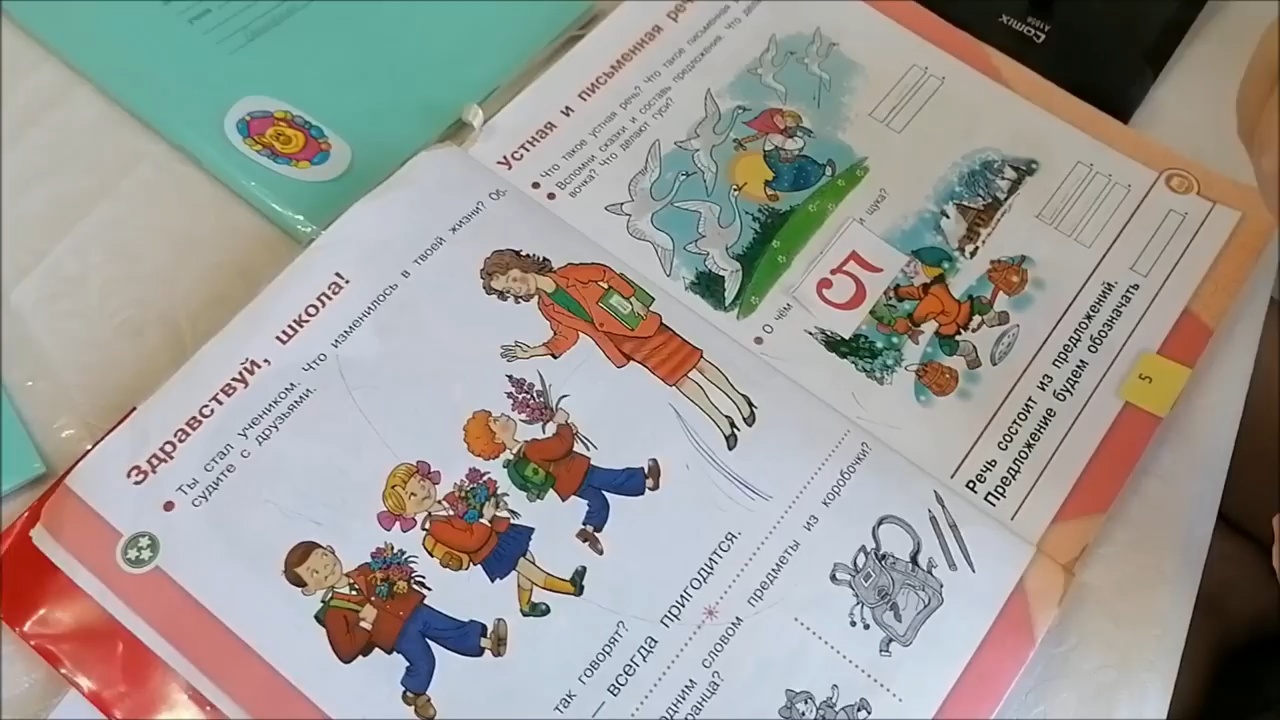 Здравствуй, школа!
Ты стал учеником. Что изменилось в твоей жизни? Об-
судите с друзьями.
так говорят?
— всегда пригодится.
одним словом предметы из коробочки?
ранца?
Устная и письменная
Что такое устная речь? Что такое письменная
Вспомни сказки и составь предложения. Что
вочка? Что делают гуси?
О чём
и щука?
5
Речь состоит из предложений.
Предложение будем обозначать
5
Comix